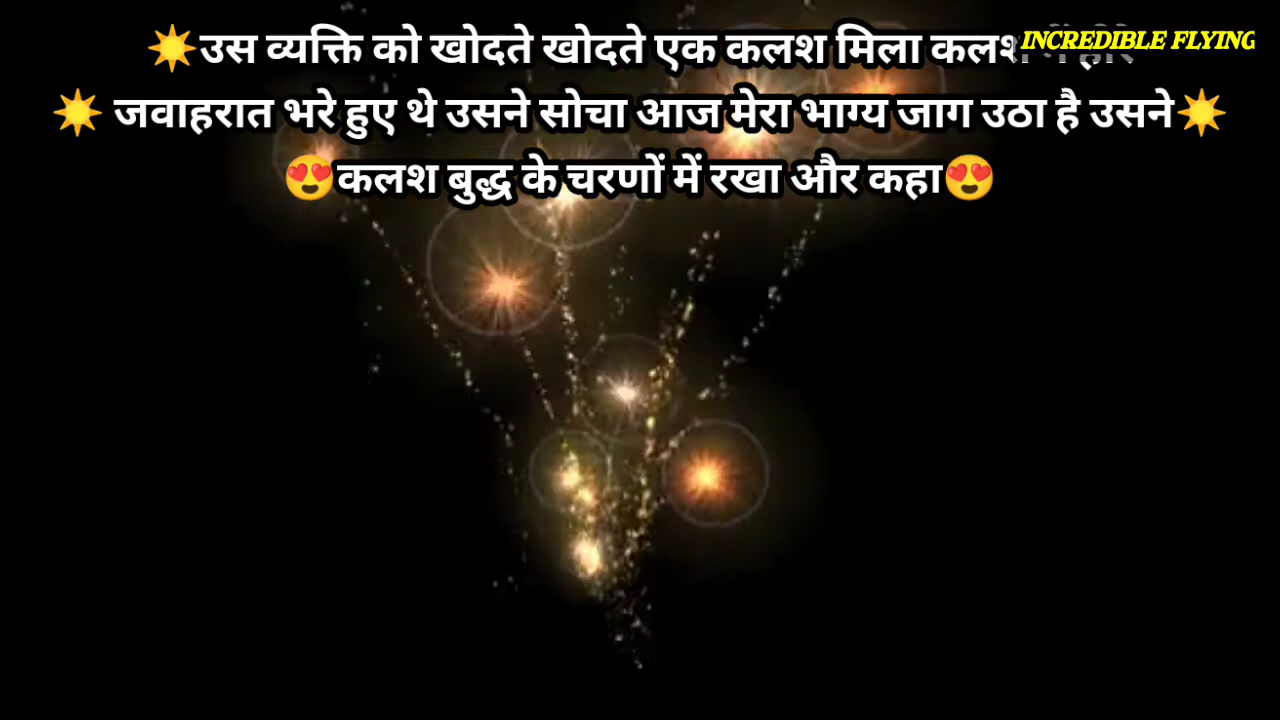 ☀️उस व्यक्ति को खोदते खोदते एक कलश मिला कलश
INCREDIBLE FLYING
☀️ जवाहरात भरे हुए थे उसने सोचा आज मेरा भाग्य जाग उठा है उसने☀️
😍कलश बुद्ध के चरणों में रखा और कहा😍